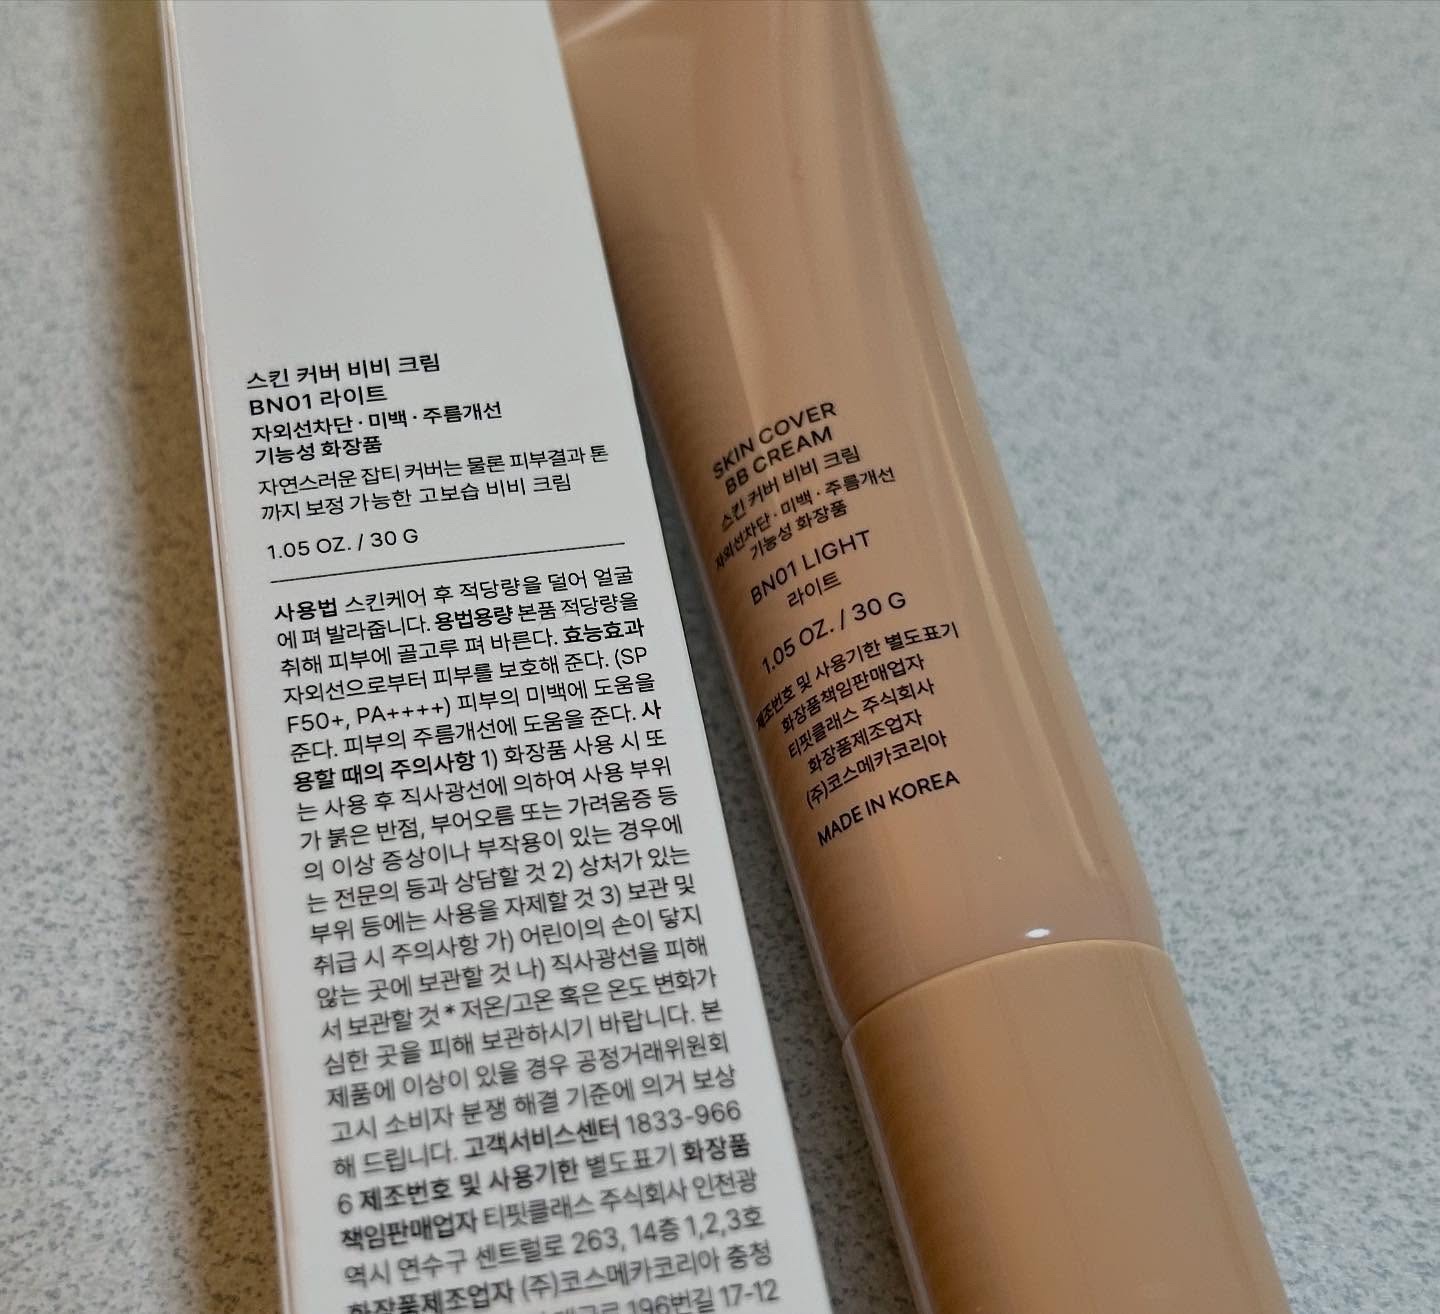 스킨 커버 비비 크림
BN01 라이트
자외선차단 · 미백 · 주름개선
기능성 화장품
자연스러운 잡티 커버는 물론 피부결과 톤
까지 보정 가능한 고보습 비비 크림
1.05 OZ. / 30 G
사용법 스킨케어 후 적당량을 덜어 얼굴
에 펴 발라줍니다. 용법용량 본품 적당량을
취해 피부에 골고루 펴 바른다. 효능효과
자외선으로부터 피부를 보호해 준다. (SP
F50+, PA++++) 피부의 미백에 도움을
준다. 피부의 주름개선에 도움을 준다. 사
용할 때의 주의사항 1) 화장품 사용 시 또
는 사용 후 직사광선에 의하여 사용 부위
가 붉은 반점, 부어오름 또는 가려움증 등
의 이상 증상이나 부작용이 있는 경우에
는 전문의 등과 상담할 것 2) 상처가 있는
부위 등에는 사용을 자제할 것 3) 보관 및
취급 시 주의사항 가) 어린이의 손이 닿지
않는 곳에 보관할 것 나) 직사광선을 피해
서 보관할 것 * 저온/고온 혹은 온도 변화가
심한 곳을 피해 보관하시기 바랍니다. 본
제품에 이상이 있을 경우 공정거래위원회
고시 소비자 분쟁 해결 기준에 의거 보상
해 드립니다. 고객서비스센터 1833-966
6 제조번호 및 사용기한 별도표기 화장품
책임판매업자 티핏클래스 주식회사 인천광
역시 연수구 센트럴로 263, 14층 1,2,3호
화장품제조업자 (주)코스메카코리아 충청
196번길 17-12
SKIN COVER
BB CREAM
스킨 커버 비비 크림
자외선차단 · 미백 · 주름개선
기능성 화장품
BN01 LIGHT
라이트
1.05 OZ. / 30 G
제조번호 및 사용기한 별도표기
화장품책임판매업자
티핏클래스 주식회사
화장품제조업자
(주)코스메카코리아
MADE IN KOREA